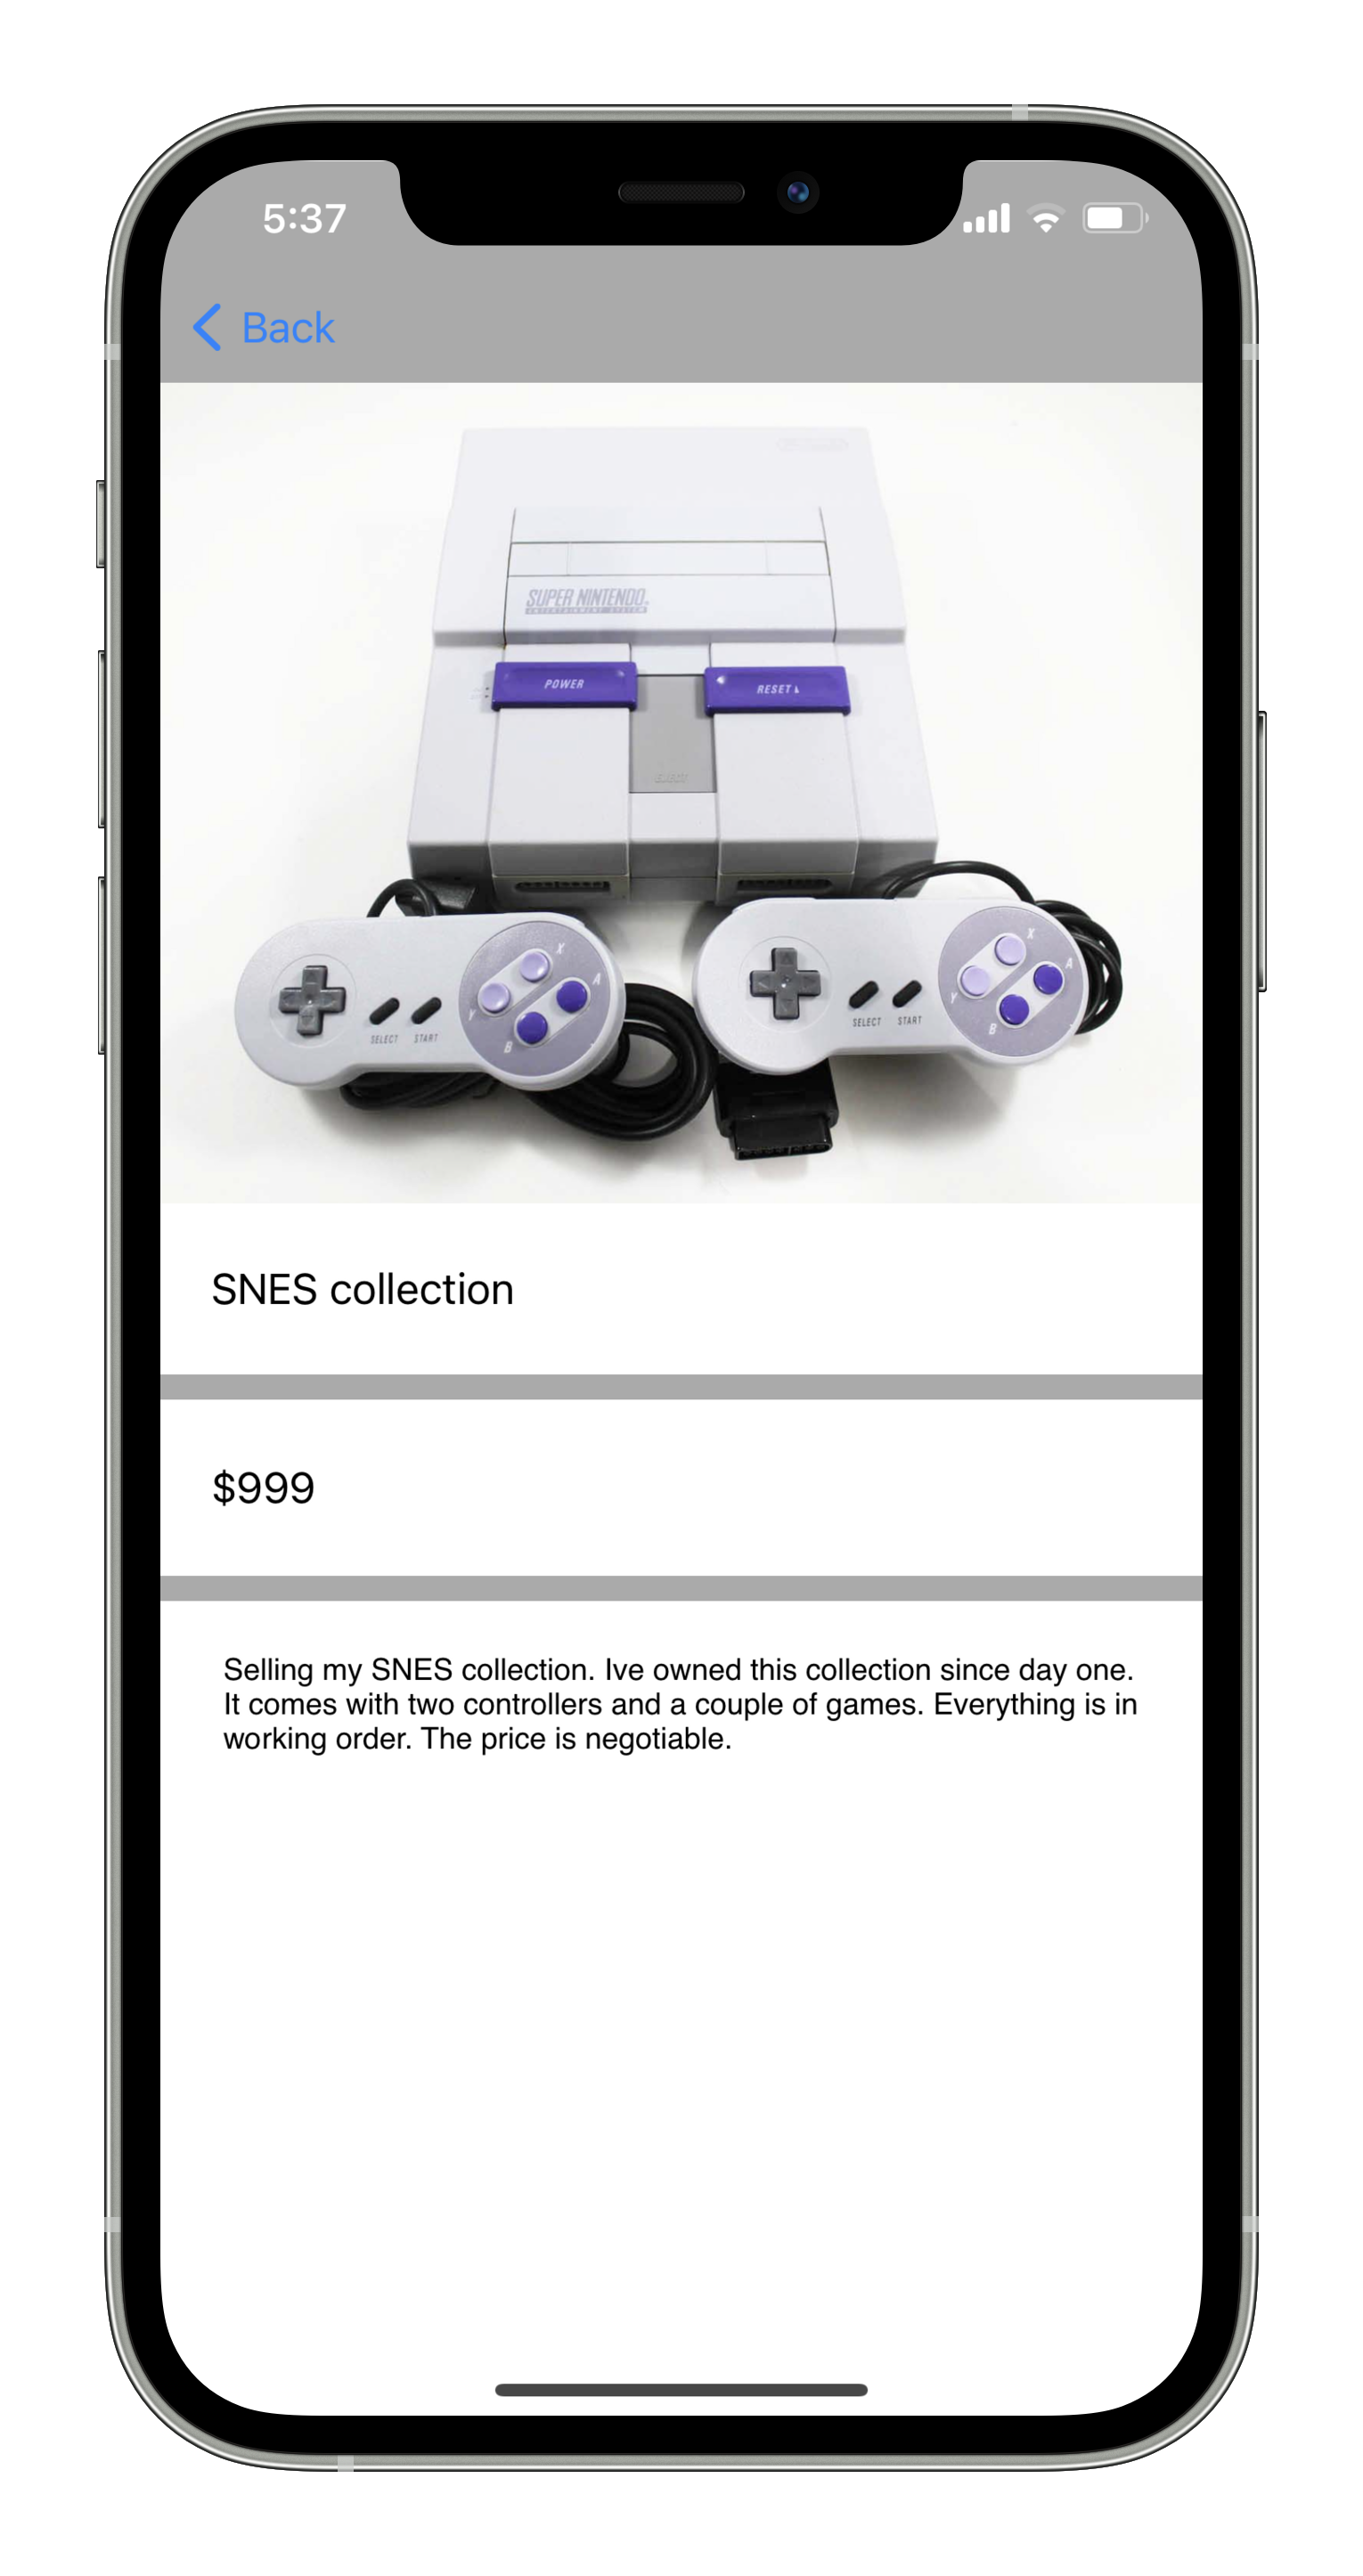 5:37
Back
SUPER NINTENDO
ENTERTAINMENT SYSTEM
POWER
RESET
EJECT
X
A
Y
B
SELECT START
X
A
Y
B
SELECT START
SNES collection
$999
Selling my SNES collection. Ive owned this collection since day one.
It comes with two controllers and a couple of games. Everything is in
working order. The price is negotiable.